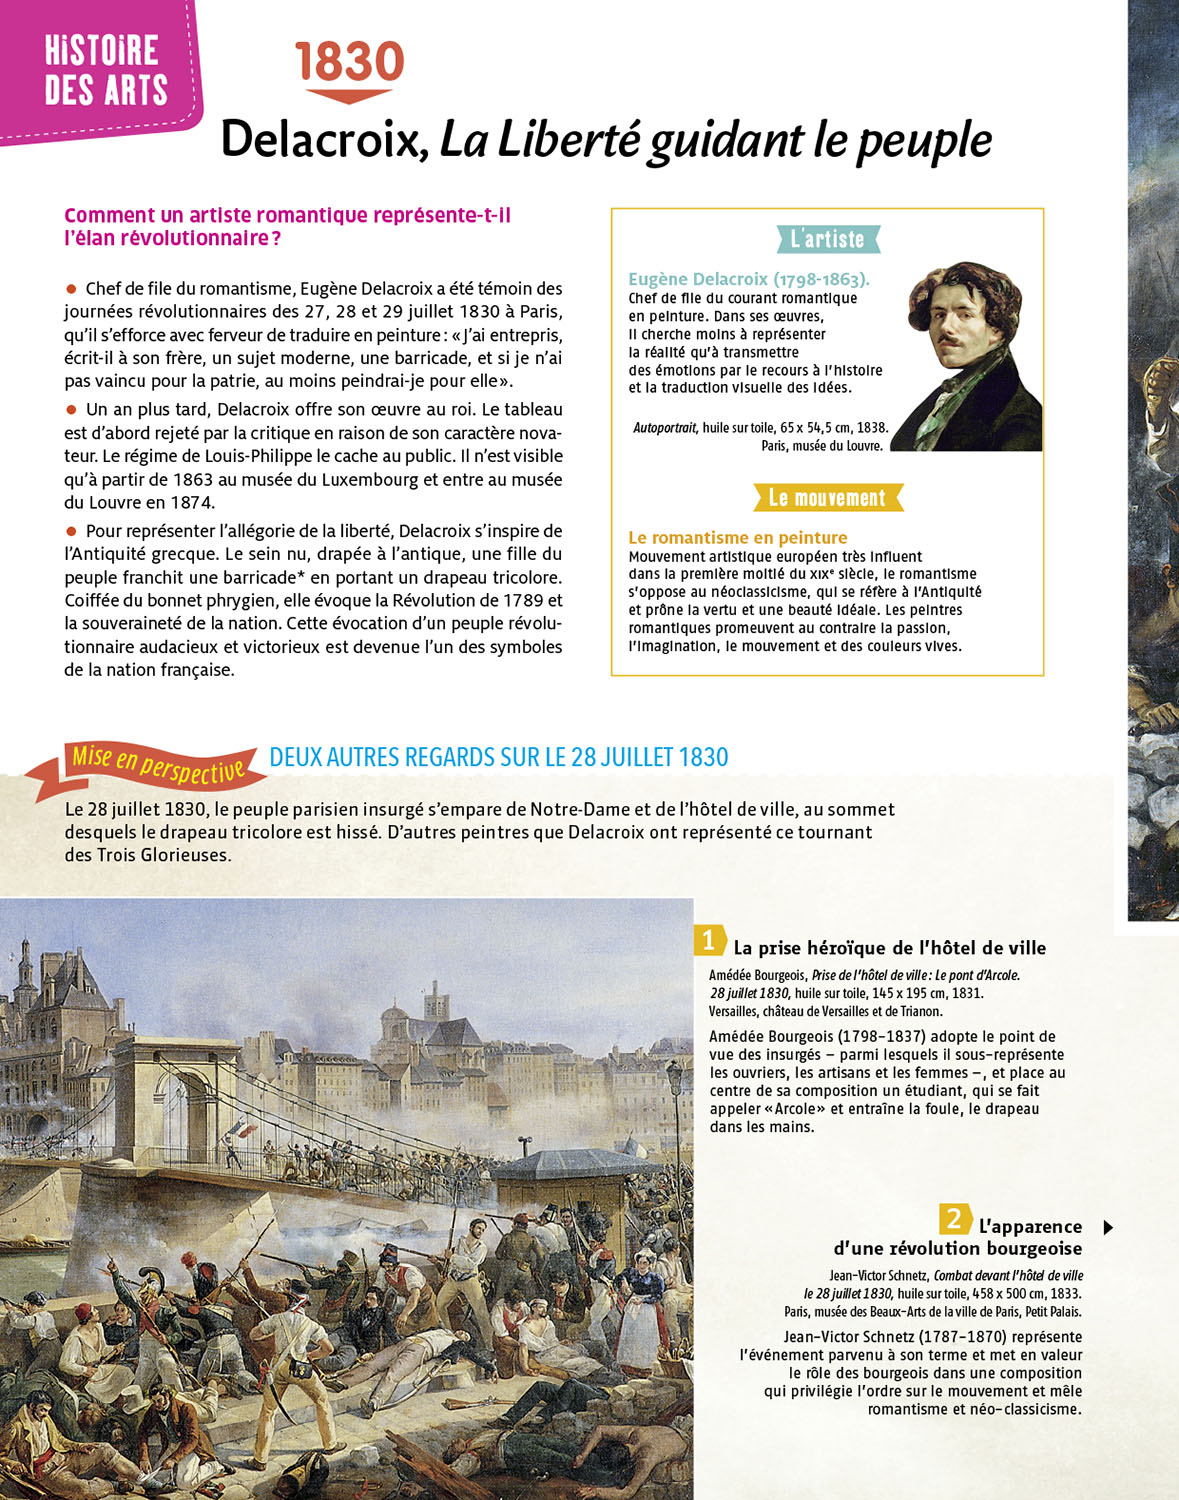 HISTOIRE
DES ARTS
1830
Delacroix, La Liberté guidant le peuple
Comment un artiste romantique représente-t-il
l'élan révolutionnaire ?
• Chef de file du romantisme, Eugène Delacroix a été témoin des
journées révolutionnaires des 27, 28 et 29 juillet 1830 à Paris,
qu'il s'efforce avec ferveur de traduire en peinture : « J'ai entrepris,
écrit-il à son frère, un sujet moderne, une barricade, et si je n'ai
pas vaincu pour la patrie, au moins peindrai-je pour elle ».
• Un an plus tard, Delacroix offre son œuvre au roi. Le tableau
est d'abord rejeté par la critique en raison de son caractère nova-
teur. Le régime de Louis-Philippe le cache au public. Il n'est visible
qu'à partir de 1863 au musée du Luxembourg et entre au musée
du Louvre en 1874.
• Pour représenter l'allégorie de la liberté, Delacroix s'inspire de
l'Antiquité grecque. Le sein nu, drapée à l'antique, une fille du
peuple franchit une barricade* en portant un drapeau tricolore.
Coiffée du bonnet phrygien, elle évoque la Révolution de 1789 et
la souveraineté de la nation. Cette évocation d'un peuple révolu-
tionnaire audacieux et victorieux est devenue l'un des symboles
de la nation française.
L'artiste
Eugène Delacroix (1798-1863).
Chef de file du courant romantique
en peinture. Dans ses œuvres,
il cherche moins à représenter
la réalité qu'à transmettre
des émotions par le recours à l'histoire
et la traduction visuelle des idées.
Autoportrait, huile sur toile, 65 x 54,5 cm, 1838.
Paris, musée du Louvre.
Le mouvement
Le romantisme en peinture
Mouvement artistique européen très influent
dans la première moitié du XIXe siècle, le romantisme
s'oppose au néoclassicisme, qui se réfère à l'Antiquité
et prône la vertu et une beauté idéale. Les peintres
romantiques promeuvent au contraire la passion,
l'imagination, le mouvement et des couleurs vives.
Mise en perspective
DEUX AUTRES REGARDS SUR LE 28 JUILLET 1830
Le 28 juillet 1830, le peuple parisien insurgé s'empare de Notre-Dame et de l'hôtel de ville, au sommet
desquels le drapeau tricolore est hissé. D'autres peintres que Delacroix ont représenté ce tournant
des Trois Glorieuses.
1 La prise héroïque de l'hôtel de ville
Amédée Bourgeois, Prise de l'hôtel de ville : Le pont d'Arcole.
28 juillet 1830, huile sur toile, 145 x 195 cm, 1831.
Versailles, château de Versailles et de Trianon.
Amédée Bourgeois (1798-1837) adopte le point de
vue des insurgés – parmi lesquels il sous-représente
les ouvriers, les artisans et les femmes –, et place au
centre de sa composition un étudiant, qui se fait
appeler « Arcole » et entraîne la foule, le drapeau
dans les mains.
2 L'apparence
d'une révolution bourgeoise
Jean-Victor Schnetz, Combat devant l'hôtel de ville
le 28 juillet 1830, huile sur toile, 458 x 500 cm, 1833.
Paris, musée des Beaux-Arts de la ville de Paris, Petit Palais.
Jean-Victor Schnetz (1787-1870) représente
l'événement parvenu à son terme et met en valeur
le rôle des bourgeois dans une composition
qui privilégie l'ordre sur le mouvement et mêle
romantisme et néo-classicisme.